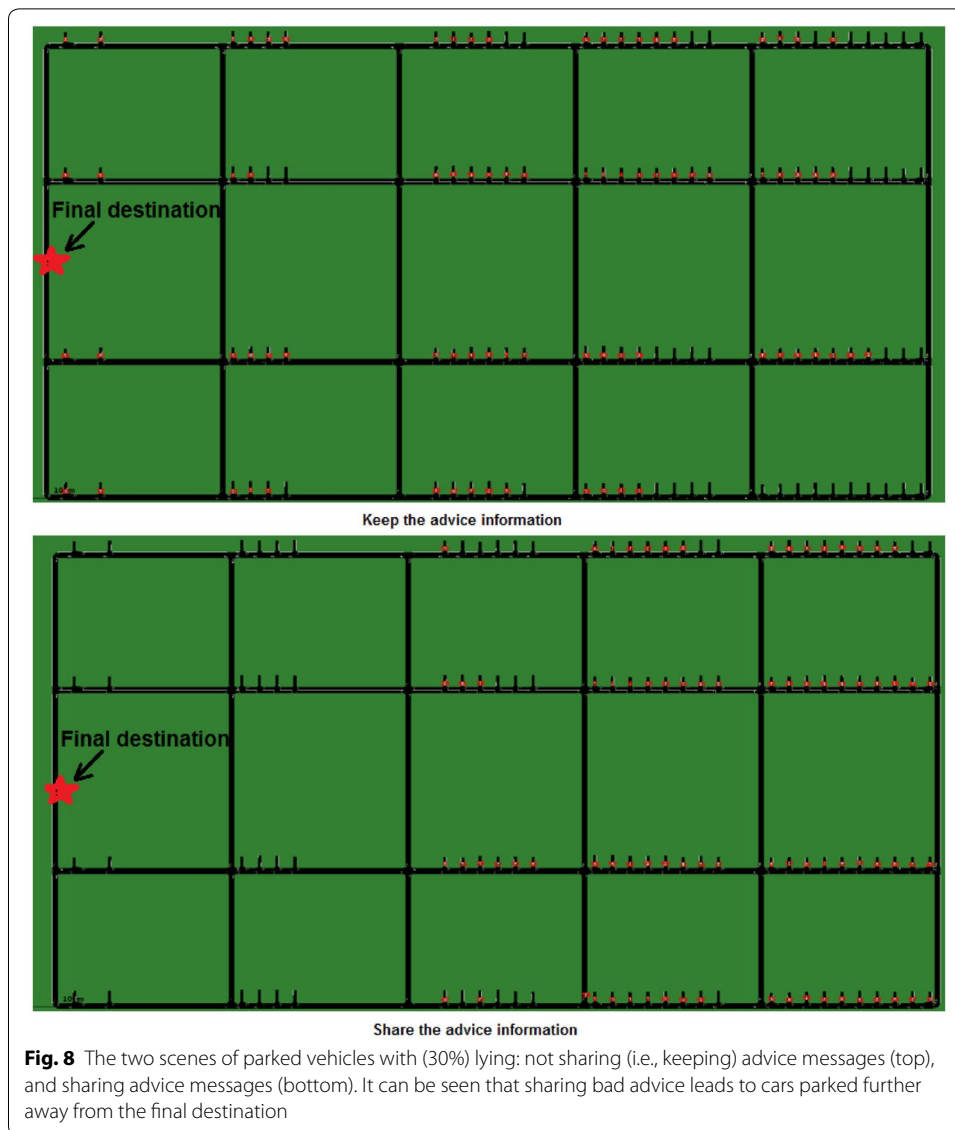 Final destination
Keep the advice information
Final destination
Share the advice information
Fig. 8 The two scenes of parked vehicles with (30%) lying: not sharing (i.e., keeping) advice messages (top),
and sharing advice messages (bottom). It can be seen that sharing bad advice leads to cars parked further
away from the final destination